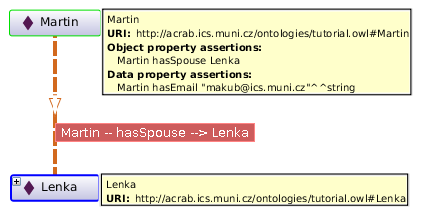 Martin
Martin
URI: http://acrab.ics.muni.cz/ontologies/tutorial.owl#Martin
Object property assertions:
Martin hasSpouse Lenka
Data property assertions:
Martin hasEmail "makub@ics.muni.cz"^^string
Martin -- hasSpouse --> Lenka
Lenka
Lenka
URI: http://acrab.ics.muni.cz/ontologies/tutorial.owl#Lenka